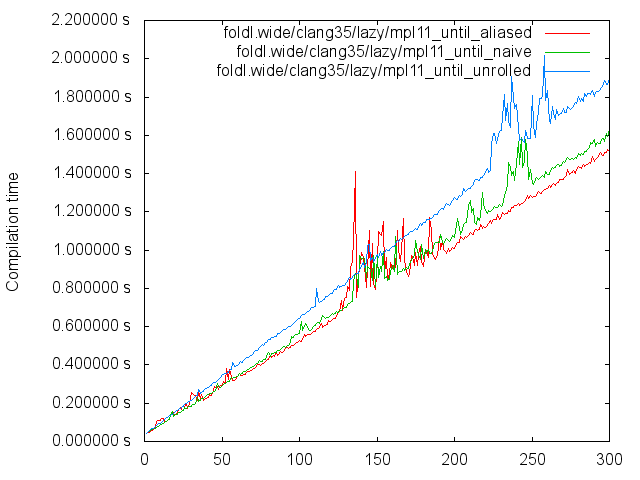 2.200000 s
2.000000 s
1.800000 s
1.600000 s
1.400000 s
1.200000 s
1.000000 s
0.800000 s
0.600000 s
0.400000 s
0.200000 s
0.000000 s
Compilation time
foldl.wide/clang35/lazy/mpl11_until_aliased
foldl.wide/clang35/lazy/mpl11_until_naive
foldl.wide/clang35/lazy/mpl11_until_unrolled
0 50 100 150 200 250 300